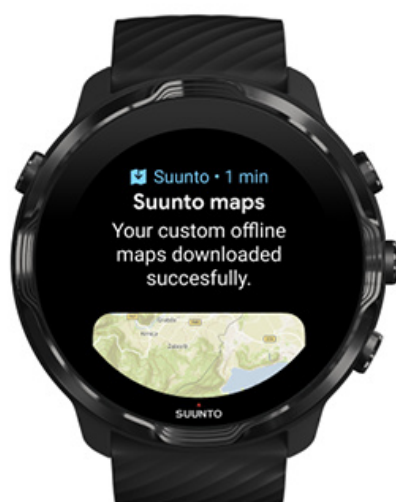 Suunto • 1 min
Suunto maps
Your custom offline
maps downloaded
succesfully.
SUUNTO